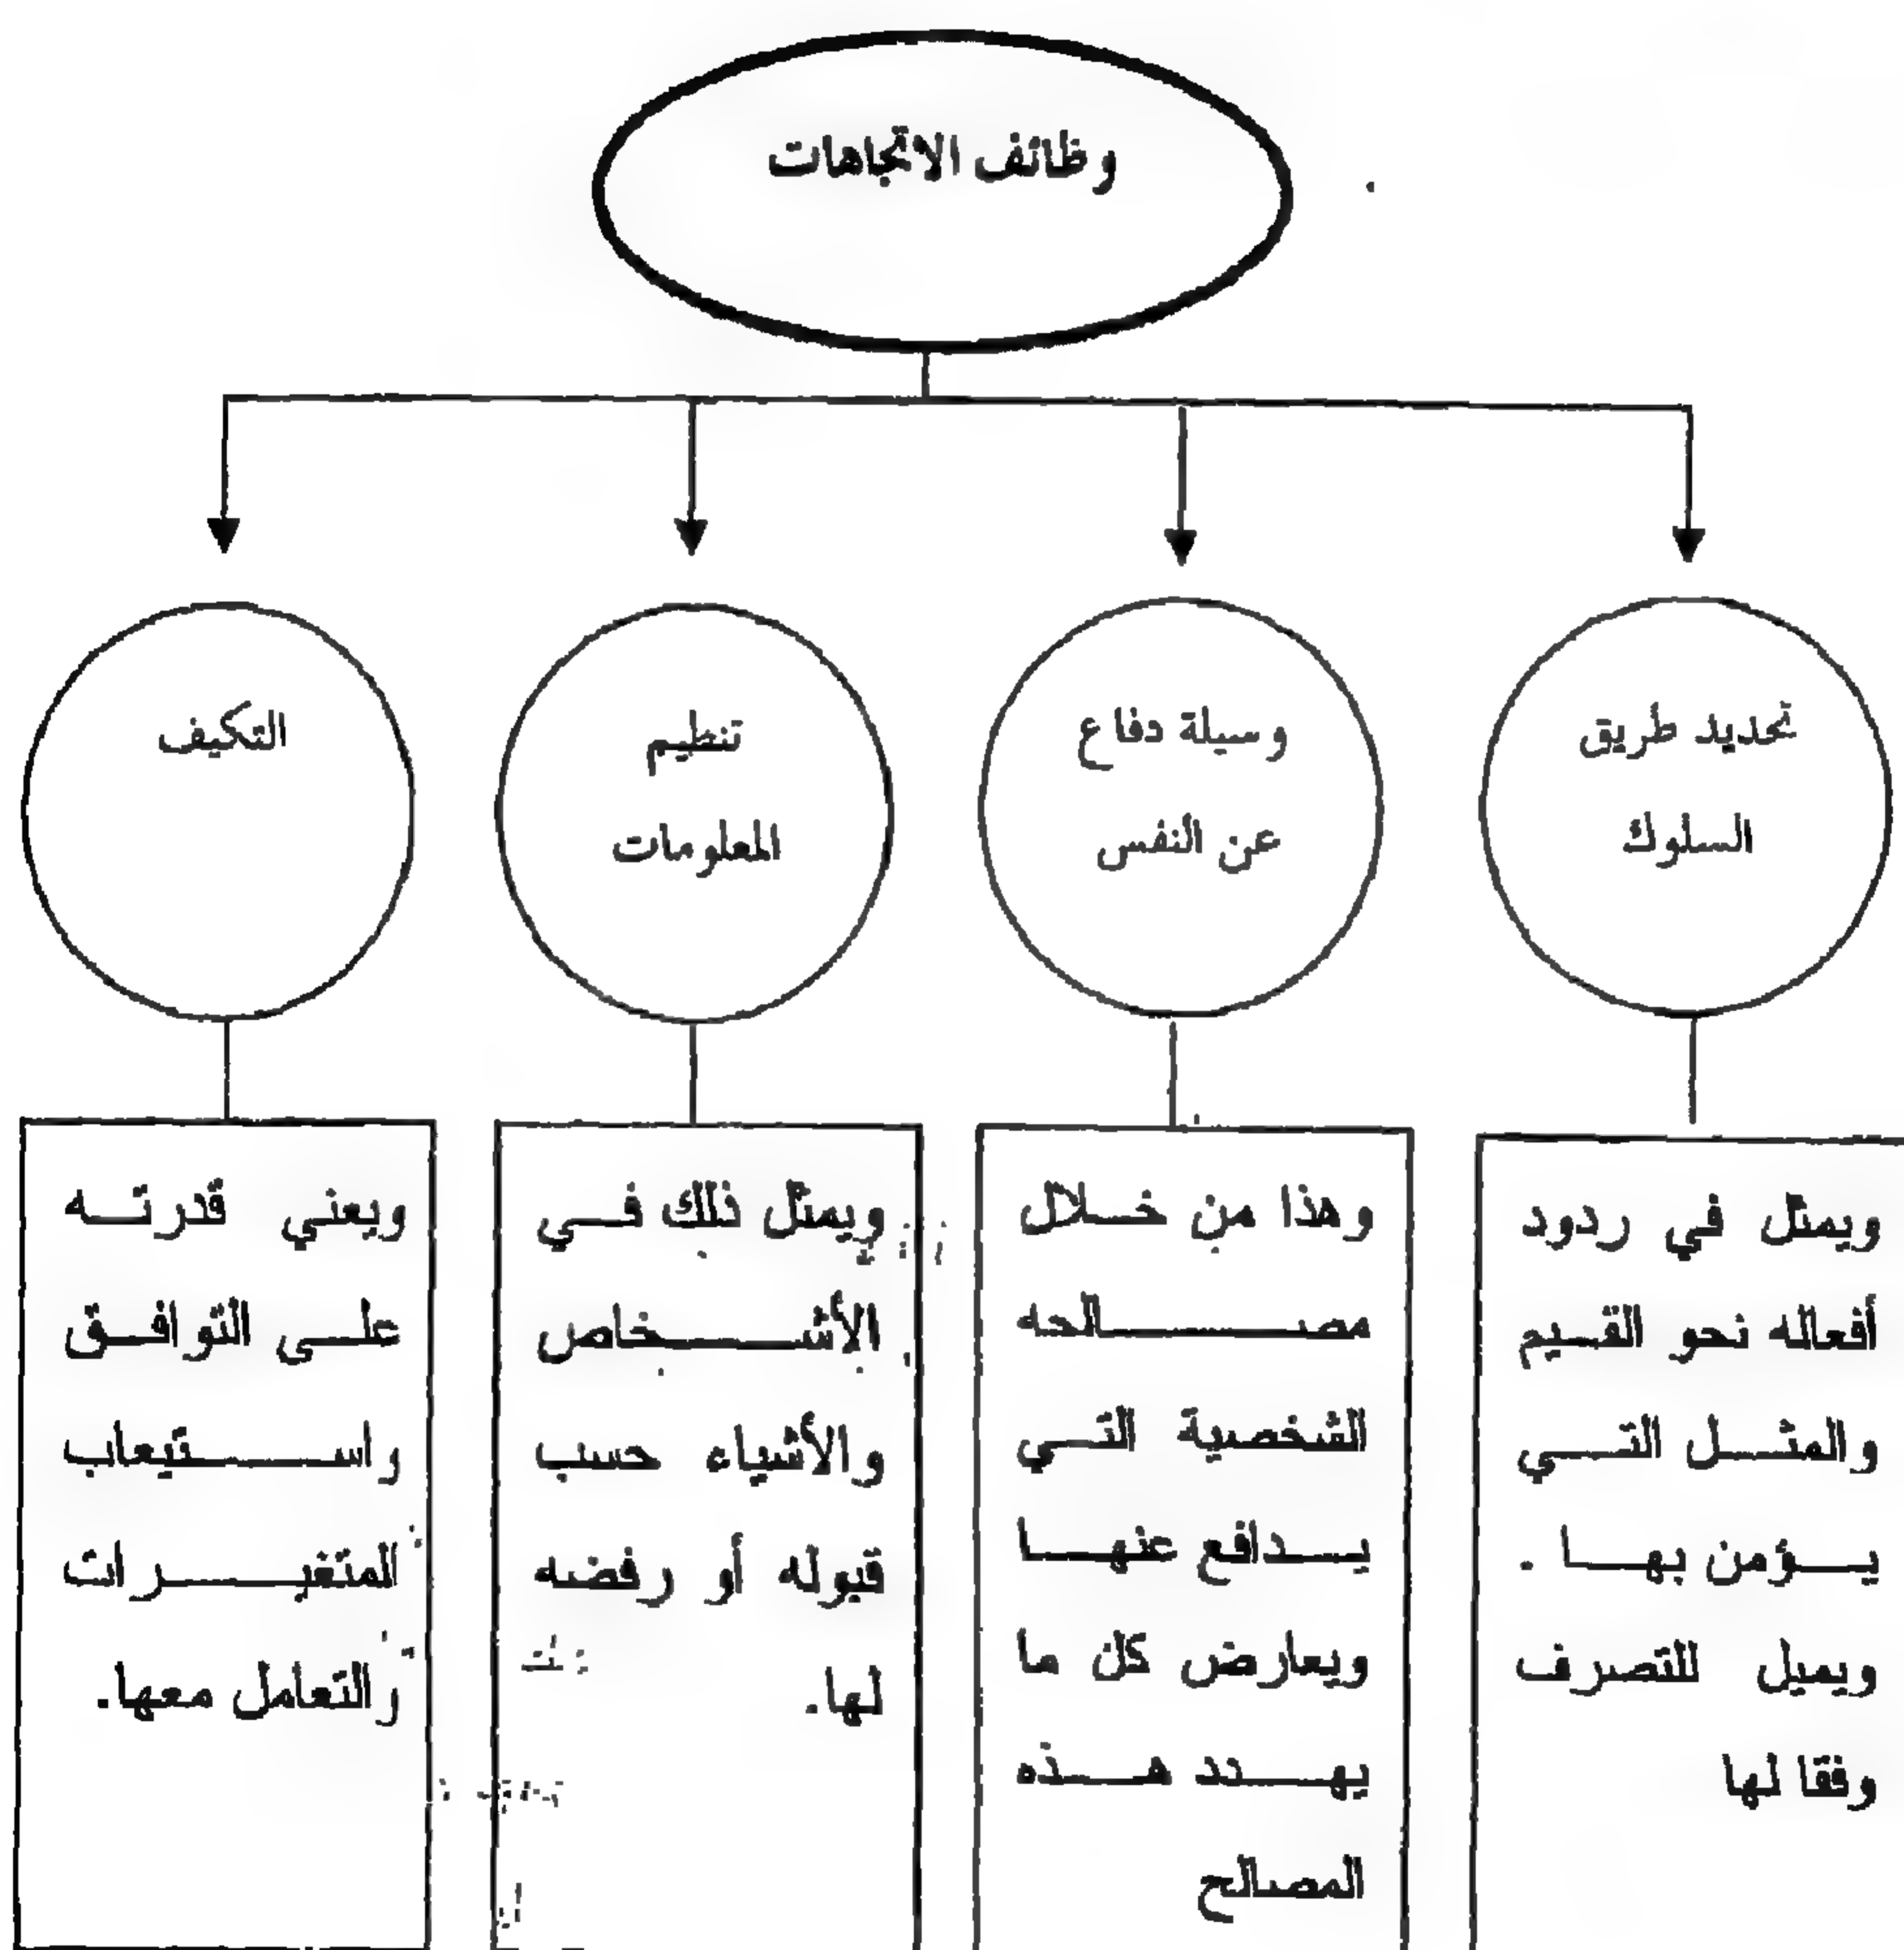 وظائف الاتجاهات
تحديد طريق
السلوك
وسيلة دفاع
عن النفس
تنظيم
المعلومات
التكيف
ويمثل في ردود
أفعاله نحو القيم
والمثل التي
يؤمن بها .
ويميل للتصرف
وفقا لها
وهذا من خلال
مصالحه
الشخصية التي
يدافع عنها
ويعارض كل ما
يهدد هذه
المصالح
ويمثل ذلك في
الأشخاص
والأشياء حسب
قبوله أو رفضه
لها.
ويعني قدرته
على التوافق
واستيعاب
المتغيرات
والتعامل معها.